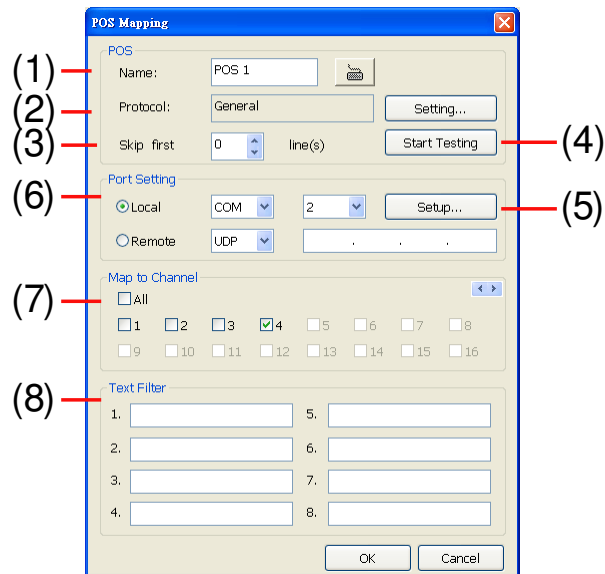 POS Mapping
POS
(1) Name: POS 1
(2) Protocol: General Setting...
(3) Skip first 0 line(s) Start Testing (4)
Port Setting
(6) Local COM 2 Setup... (5)
Remote UDP . . .
Map to Channel
(7) All
1 2 3 4 5 6 7 8
9 10 11 12 13 14 15 16
(8) Text Filter
1. 5.
2. 6.
3. 7.
4. 8.
OK Cancel